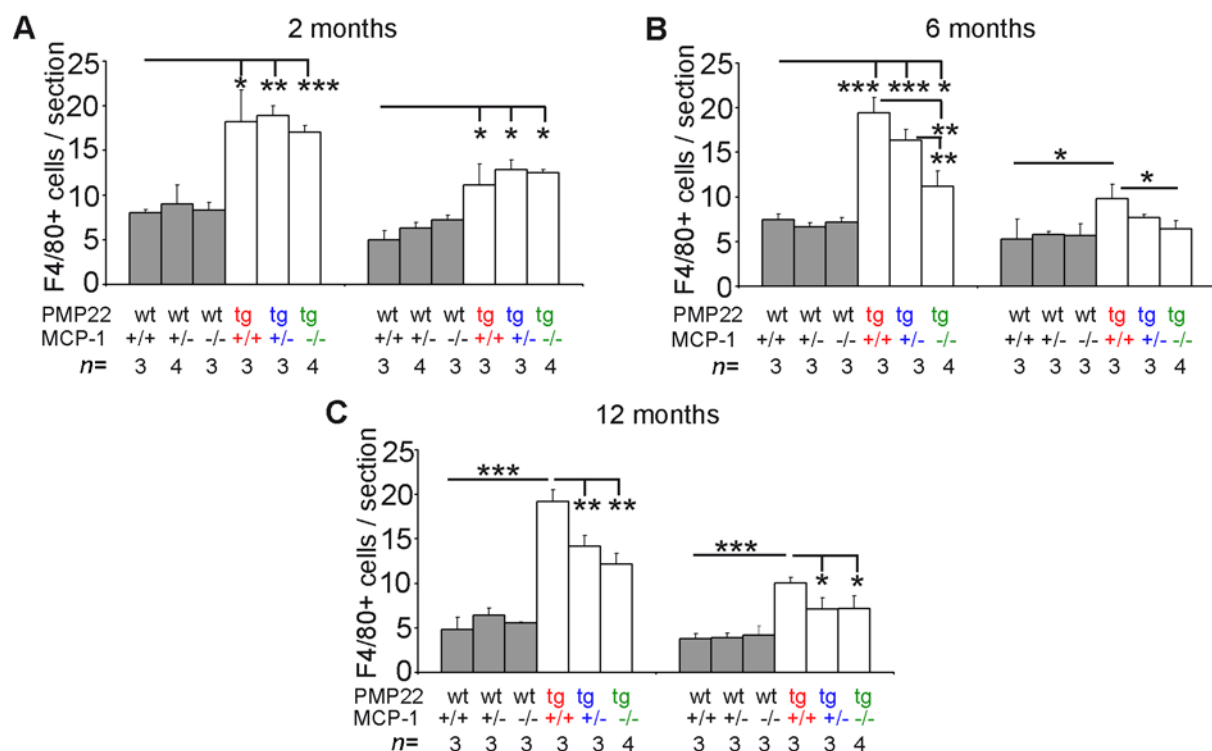 A
2 months
F4/80+ cells / section
25
20
15
10
5
0
* ** ***
* * *
PMP22 wt wt wt tg tg tg wt wt wt tg tg tg
MCP-1 +/+ +/- -/- +/+ +/- -/- +/+ +/- -/- +/+ +/- -/-
n= 3 4 3 3 3 4 3 4 3 3 3 4
B
6 months
F4/80+ cells / section
25
20
15
10
5
0
*** *** *
**
**
* *
PMP22 wt wt wt tg tg tg wt wt wt tg tg tg
MCP-1 +/+ +/- -/- +/+ +/- -/- +/+ +/- -/- +/+ +/- -/-
n= 3 3 3 3 3 4 3 3 3 3 3 4
C
12 months
F4/80+ cells / section
25
20
15
10
5
0
*** ** **
*** * *
PMP22 wt wt wt tg tg tg wt wt wt tg tg tg
MCP-1 +/+ +/- -/- +/+ +/- -/- +/+ +/- -/- +/+ +/- -/-
n= 3 3 3 3 3 4 3 3 3 3 3 4